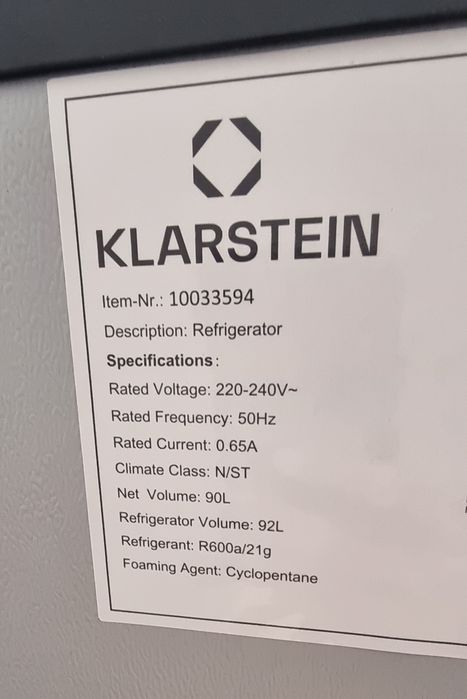 KLARSTEIN
Item-Nr.: 10033594
Description: Refrigerator
Specifications:
Rated Voltage: 220-240V~
Rated Frequency: 50Hz
Rated Current: 0.65A
Climate Class: N/ST
Net Volume: 90L
Refrigerator Volume: 92L
Refrigerant: R600a/21g
Foaming Agent: Cyclopentane